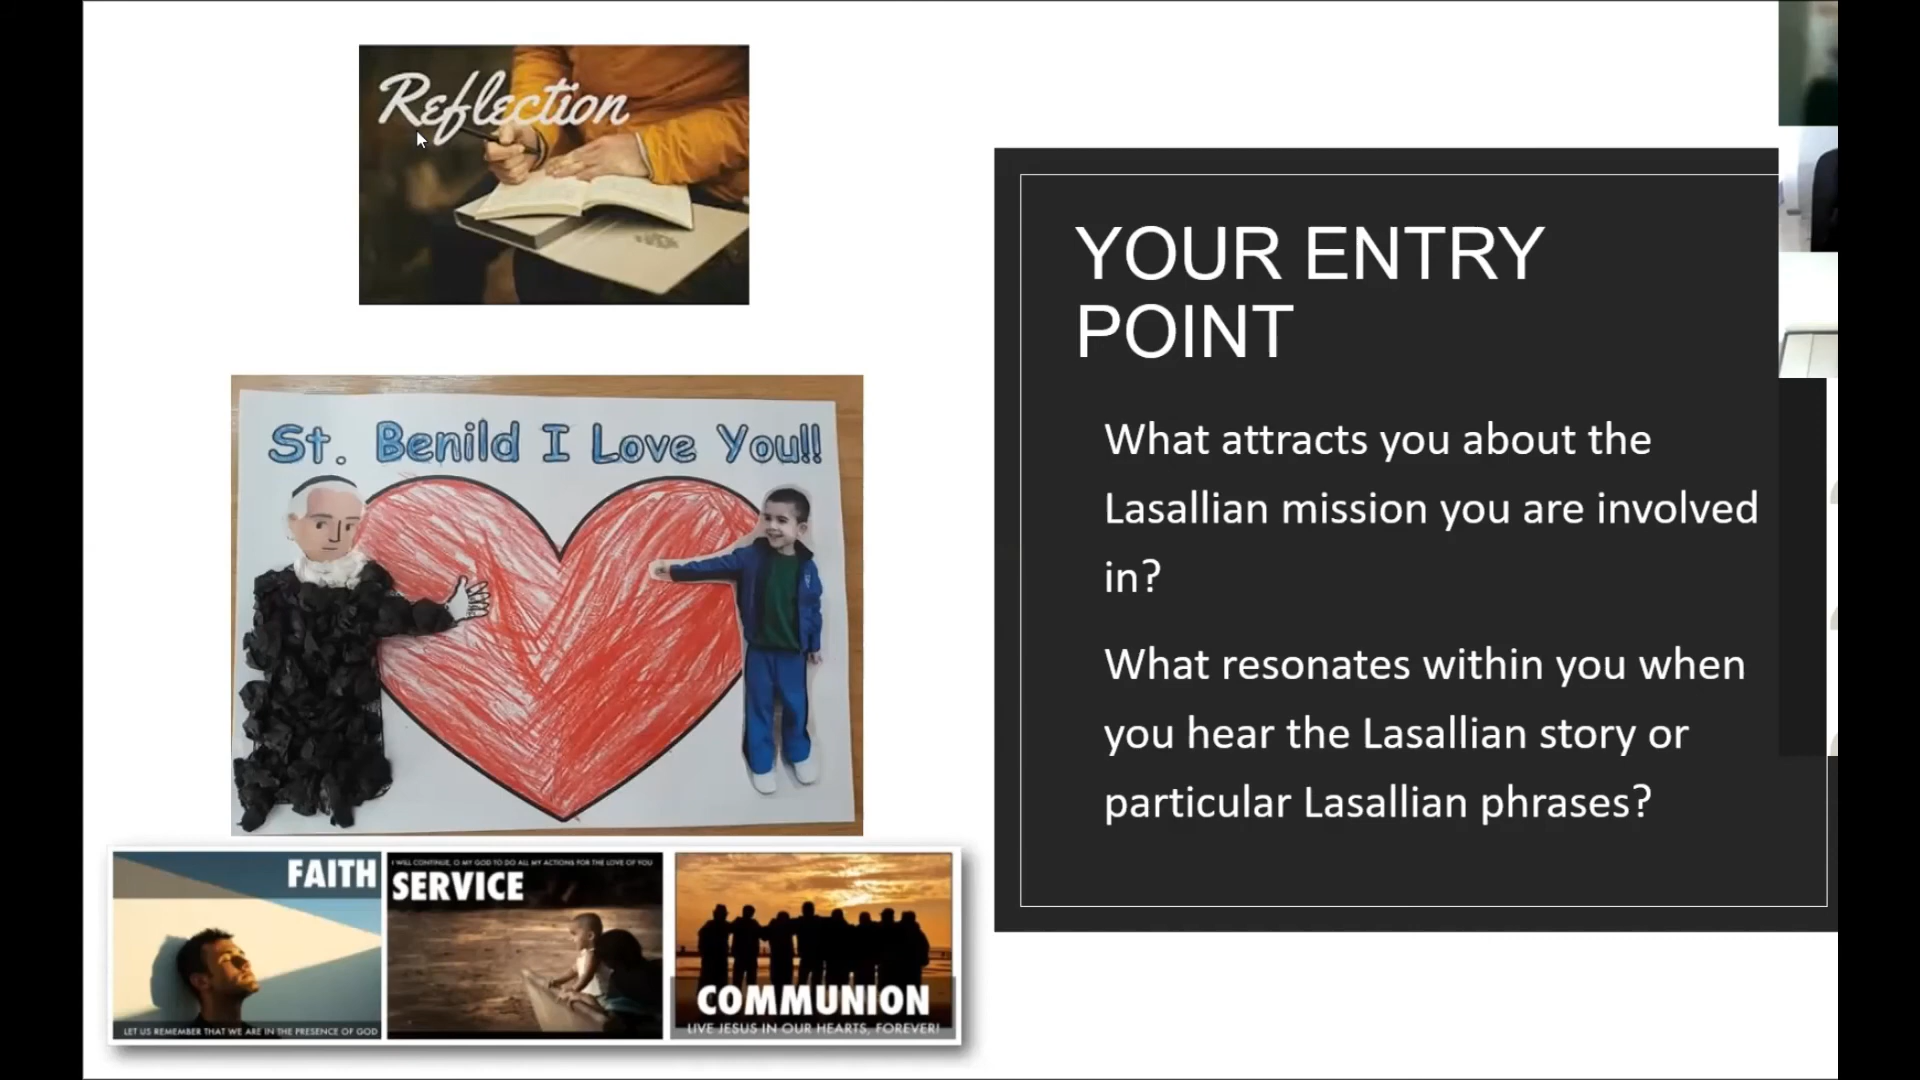 Reflection
St. Benild I Love You!!
FAITH
LET US REMEMBER THAT WE ARE IN THE PRESENCE OF GOD
I WILL CONTINUE, O MY GOD TO DO ALL MY ACTIONS FOR THE LOVE OF YOU
SERVICE
COMMUNION
LIVE JESUS IN OUR HEARTS, FOREVER!
YOUR ENTRY
POINT
What attracts you about the
Lasallian mission you are involved
in?
What resonates within you when
you hear the Lasallian story or
particular Lasallian phrases?